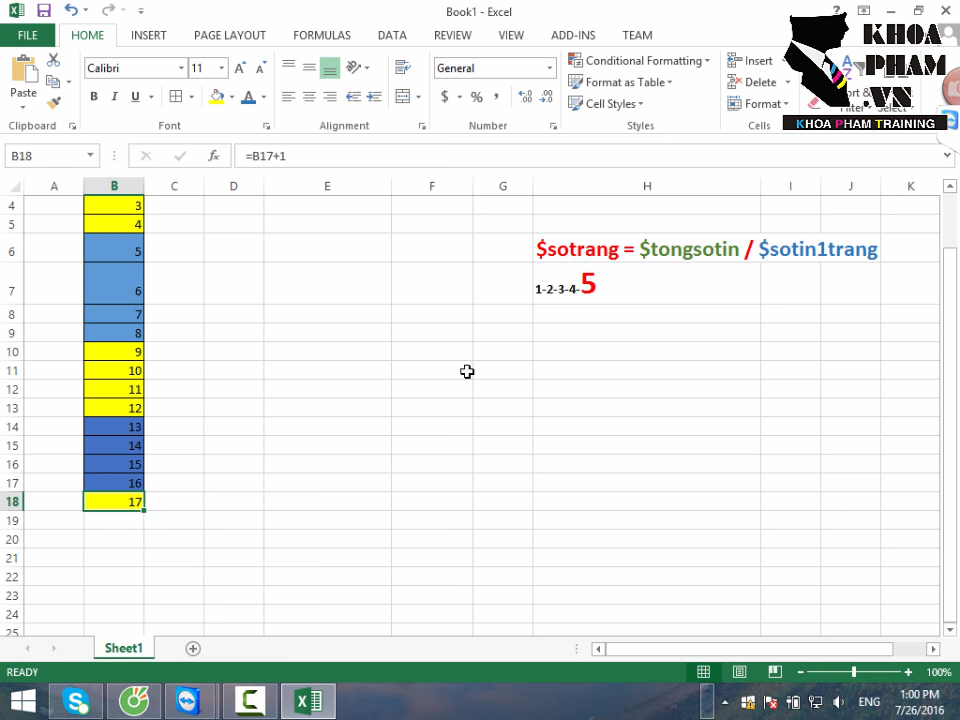 Book1 - Excel
FILE
HOME
INSERT
PAGE LAYOUT
FORMULAS
DATA
REVIEW
VIEW
ADD-INS
TEAM
KHOA
PHAM
.VN
KHOA PHAM TRAINING
Paste
Calibri
11
B I U
A
General
$ % ,
Conditional Formatting
Format as Table
Cell Styles
Insert
Delete
Format
Clipboard
Font
Alignment
Number
Styles
Cells
B18
fx
=B17+1
A B C D E F G H I J K
4 3
5 4
6 5 $sotrang = $tongsotin / $sotin1trang
7 6 1-2-3-4-5
8 7
9 8
10 9
11 10
12 11
13 12
14 13
15 14
16 15
17 16
18 17
19
20
21
22
23
24
25
Sheet1
READY
100%
ENG
1:00 PM
7/26/2016